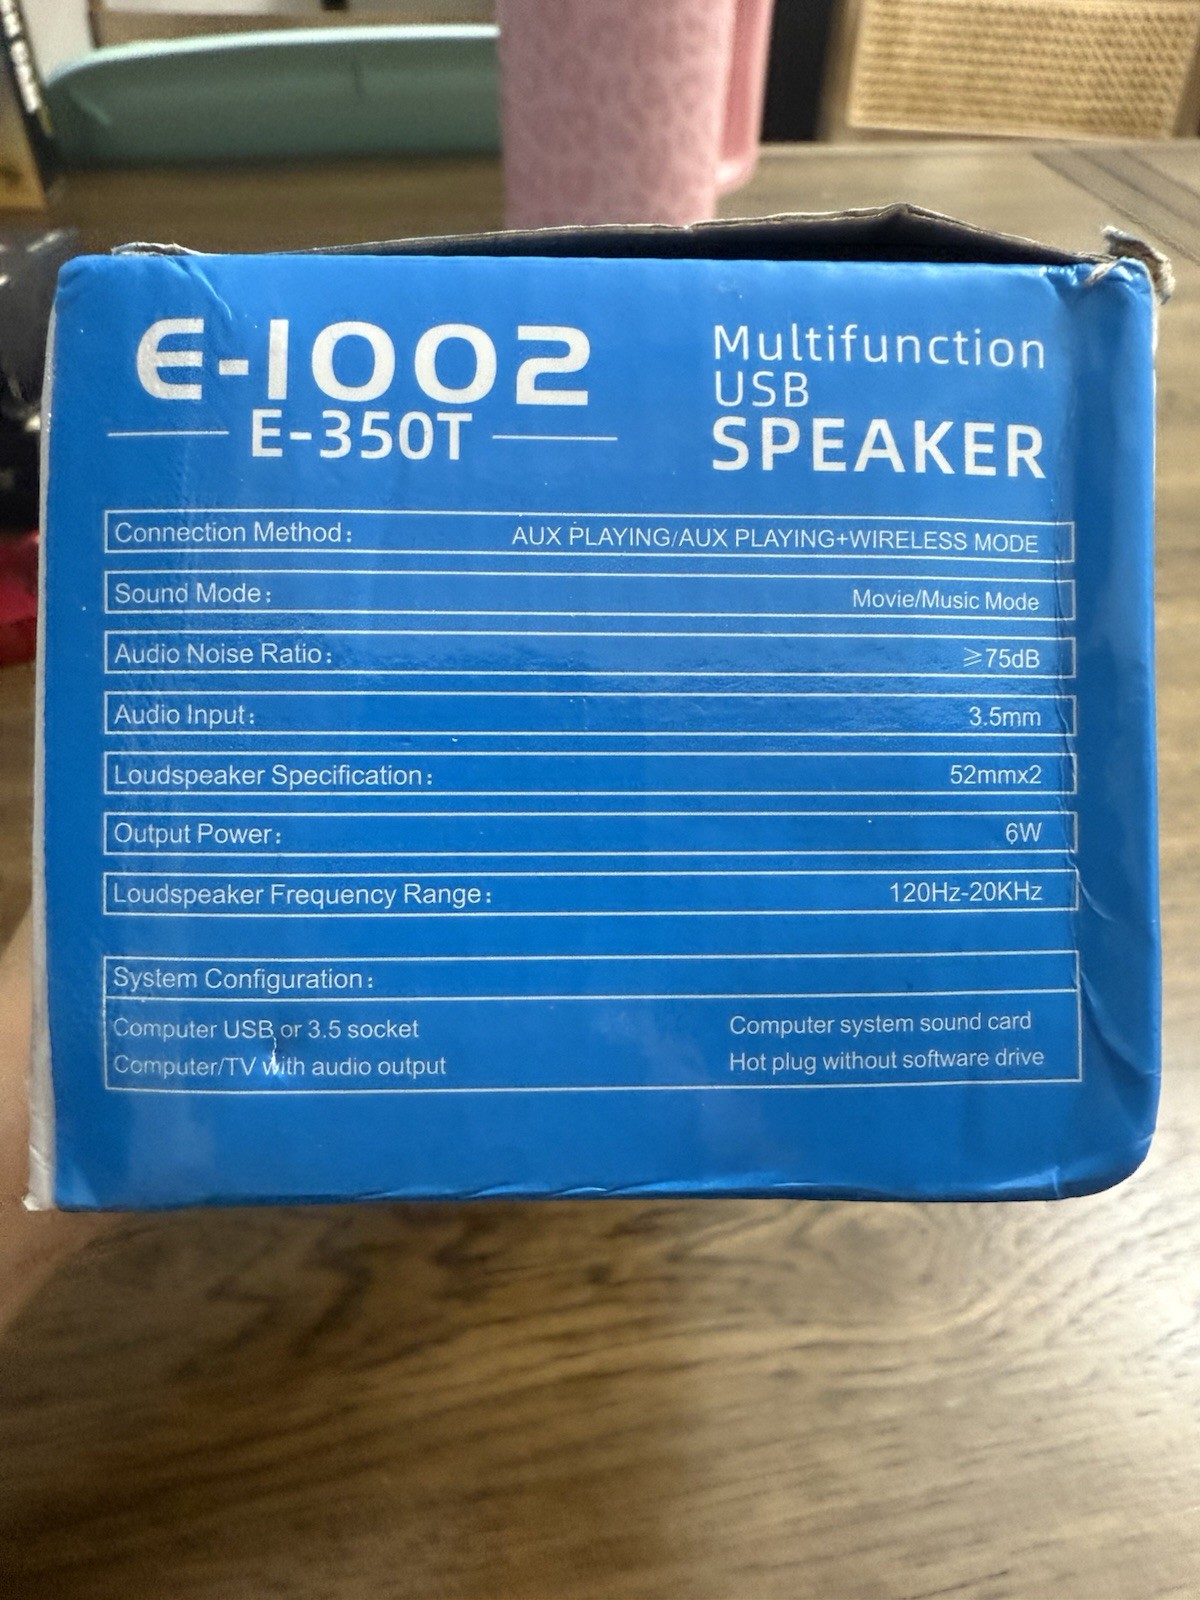 E-1002
E-350T
Multifunction
USB
SPEAKER
Connection Method: AUX PLAYING/AUX PLAYING+WIRELESS MODE
Sound Mode: Movie/Music Mode
Audio Noise Ratio: ≥75dB
Audio Input: 3.5mm
Loudspeaker Specification: 52mmx2
Output Power: 6W
Loudspeaker Frequency Range: 120Hz-20KHz
System Configuration:
Computer USB or 3.5 socket Computer system sound card
Computer/TV with audio output Hot plug without software drive